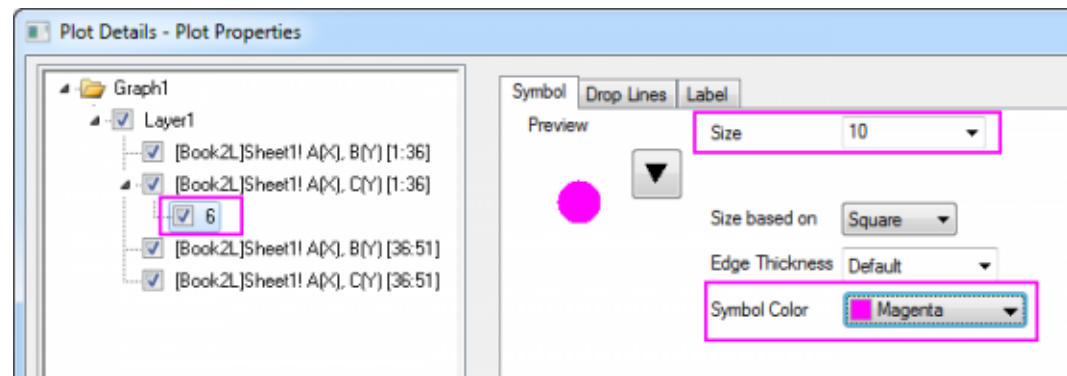 Plot Details - Plot Properties
Graph1
Layer1
[Book2L]Sheet1! A(X), B(Y) [1:36]
[Book2L]Sheet1! A(X), C(Y) [1:36]
6
[Book2L]Sheet1! A(X), B(Y) [36:51]
[Book2L]Sheet1! A(X), C(Y) [36:51]
Symbol Drop Lines Label
Preview
Size 10
Size based on Square
Edge Thickness Default
Symbol Color Magenta